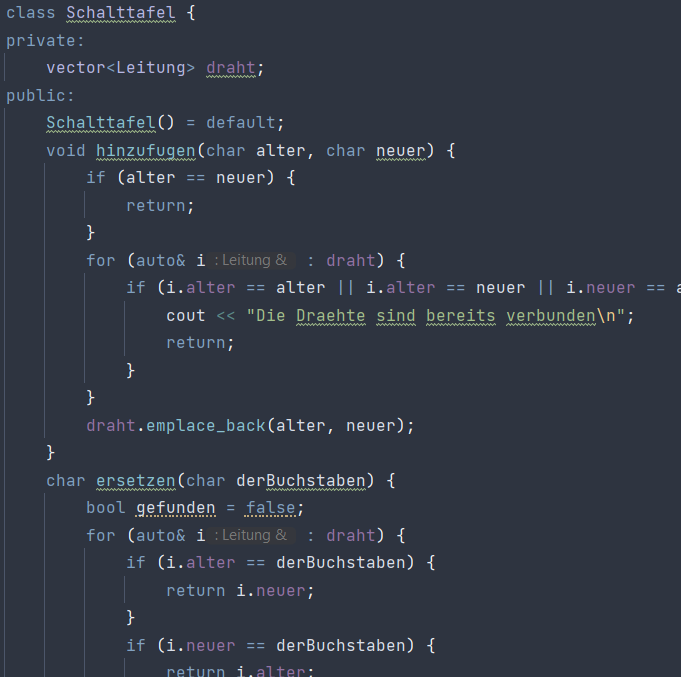 class Schalttafel {
private:
    vector<Leitung> draht;
public:
    Schalttafel() = default;
    void hinzufugen(char alter, char neuer) {
        if (alter == neuer) {
            return;
        }
        for (auto& i : Leitung & : draht) {
            if (i.alter == alter || i.alter == neuer || i.neuer == a
                cout << "Die Draehte sind bereits verbunden\n";
                return;
            }
        }
        draht.emplace_back(alter, neuer);
    }
    char ersetzen(char derBuchstaben) {
        bool gefunden = false;
        for (auto& i : Leitung & : draht) {
            if (i.alter == derBuchstaben) {
                return i.neuer;
            }
            if (i.neuer == derBuchstaben) {
                return i.alter;